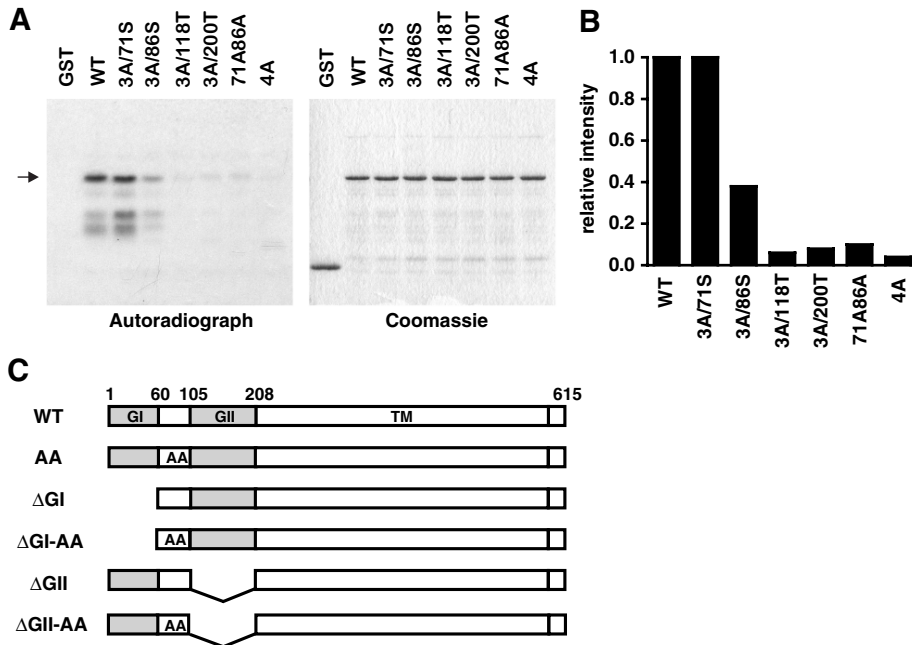 A
GST
WT
3A/71S
3A/86S
3A/118T
3A/200T
71A86A
4A
GST
WT
3A/71S
3A/86S
3A/118T
3A/200T
71A86A
4A
Autoradiograph
Coomassie
B
relative intensity
1.0
0.8
0.6
0.4
0.2
0.0
WT
3A/71S
3A/86S
3A/118T
3A/200T
71A86A
4A
C
1 60 105 208 615
WT GI GII TM
AA AA
ΔGI
ΔGI-AA AA
ΔGII
ΔGII-AA AA